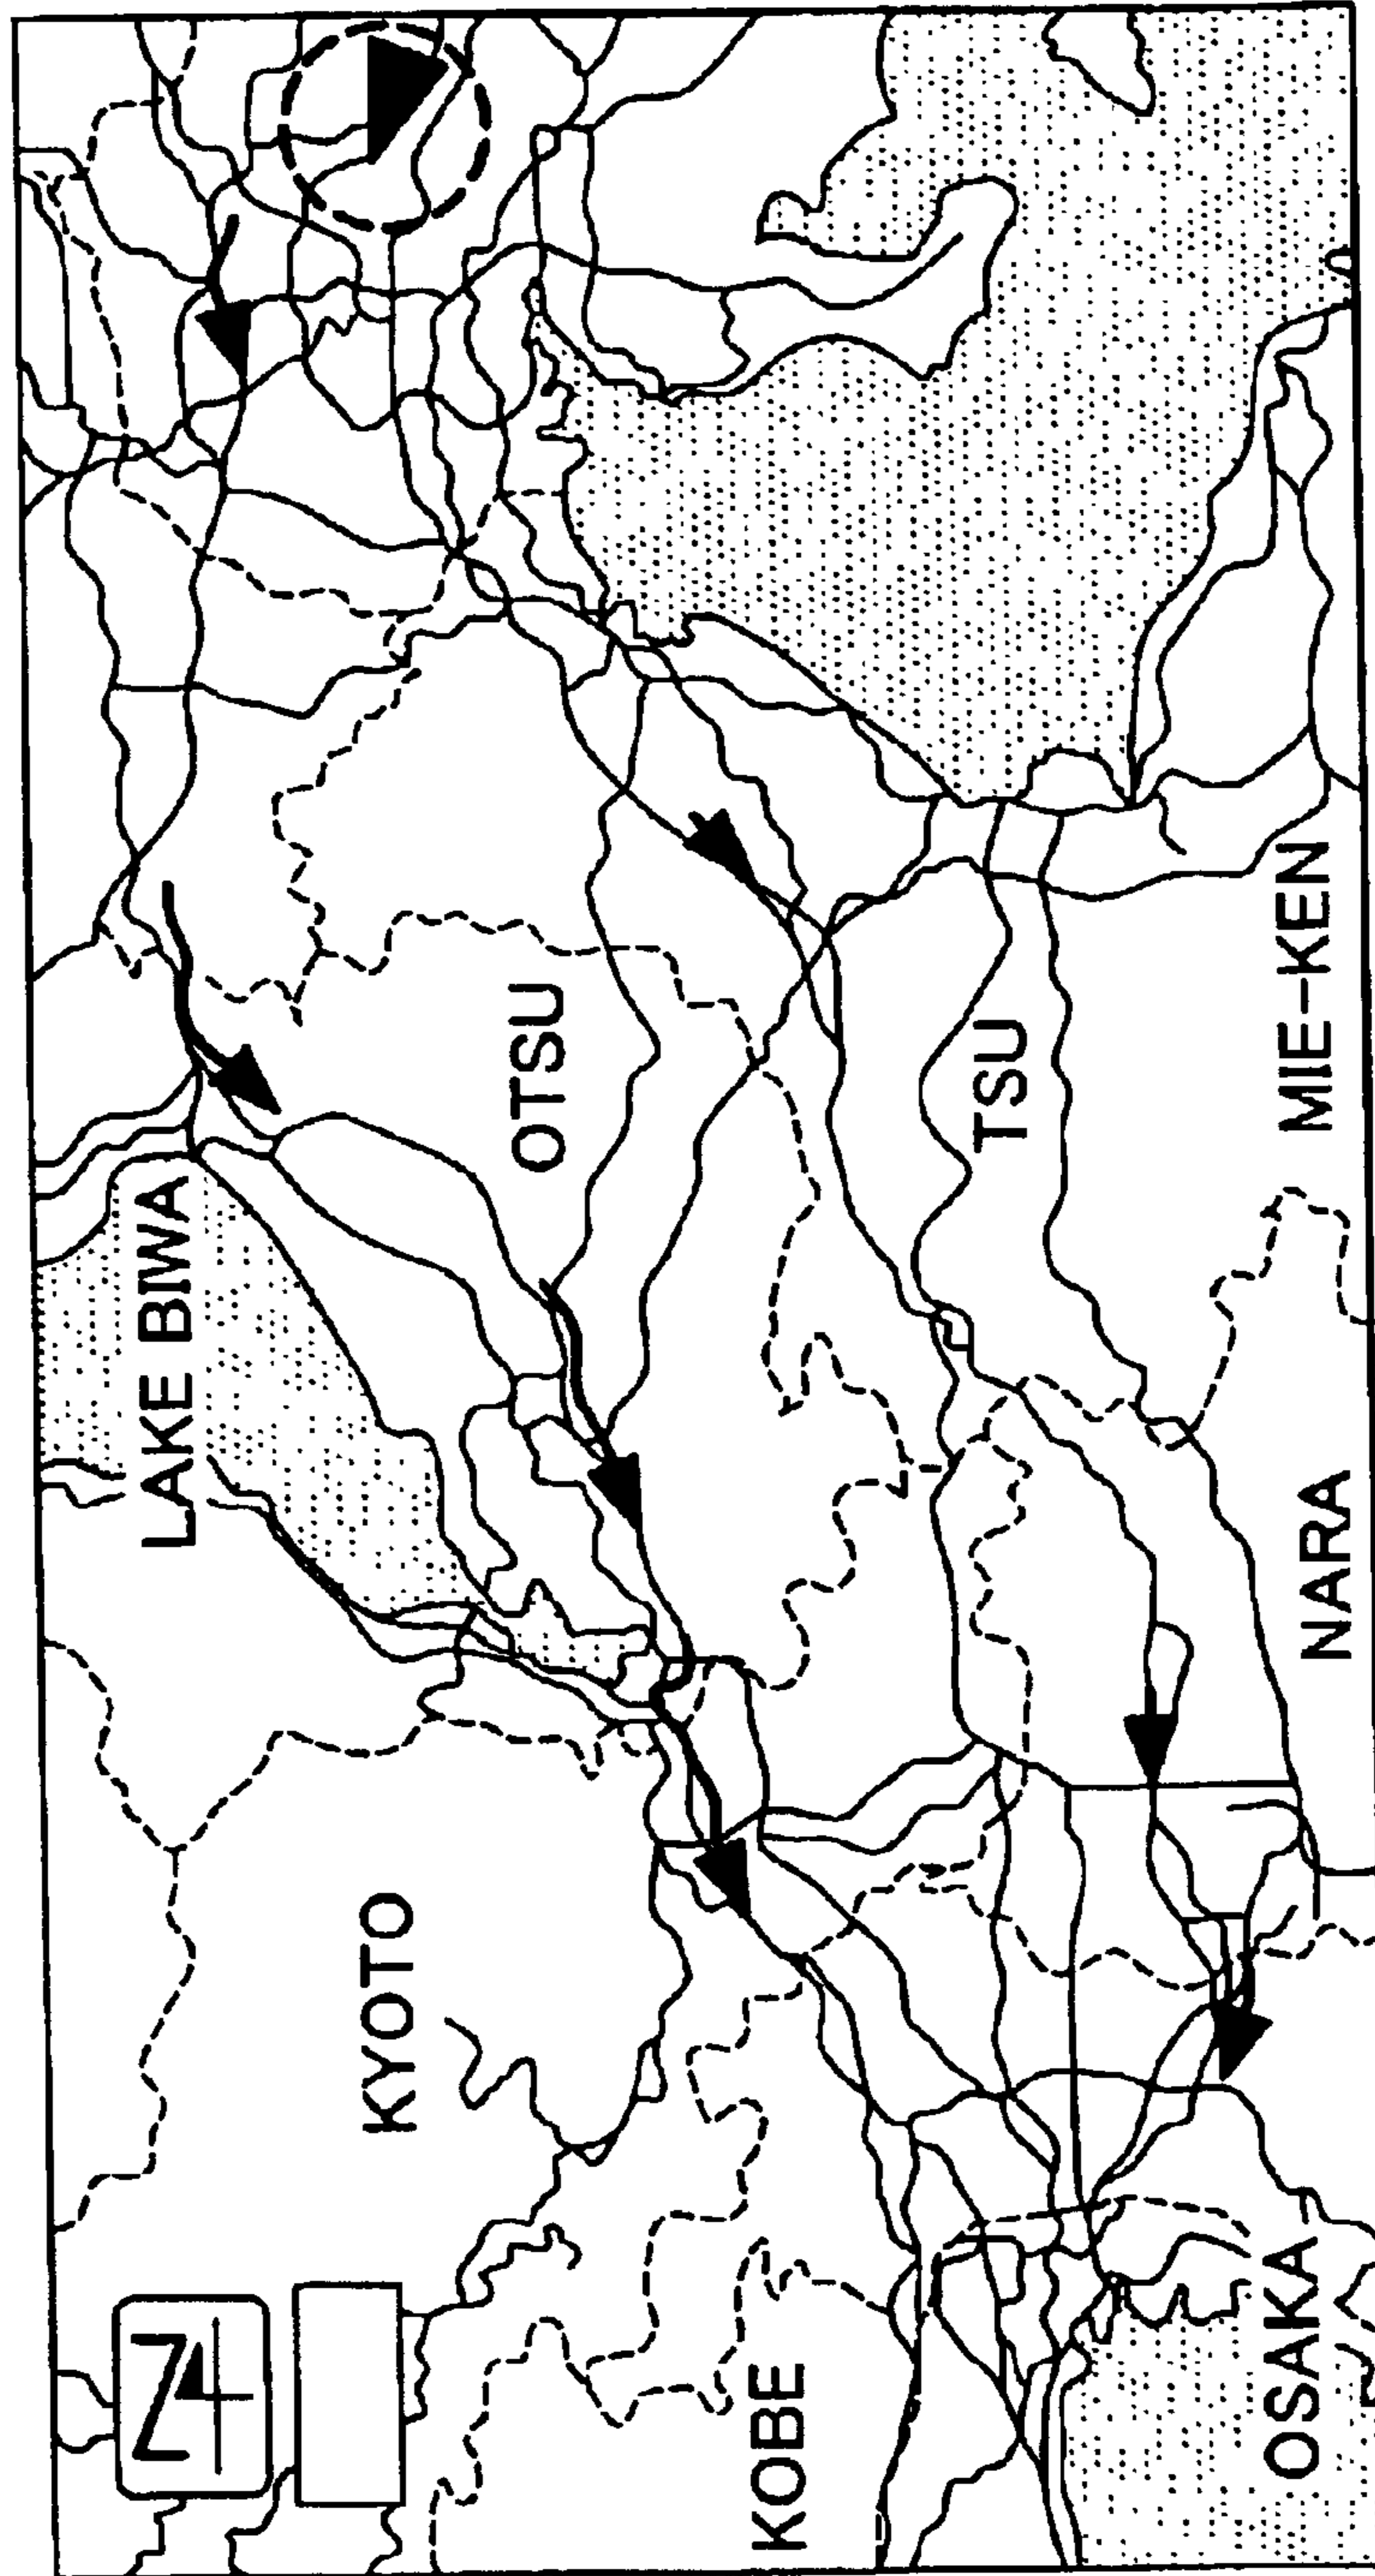 N
LAKE BIWA
KYOTO
OTSU
KOBE
TSU
OSAKA
NARA
MIE-KEN